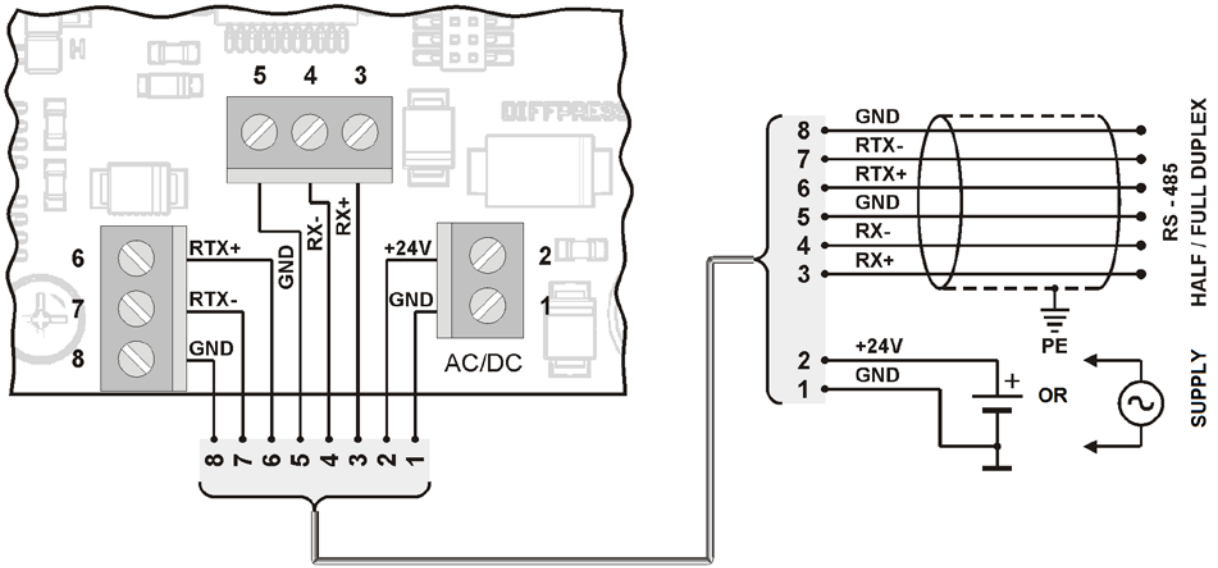 H
5 4 3
DIFFPRESS
6
7
8
RTX+
RTX-
GND
GND
RX-
RX+
+24V
GND
2
1
AC/DC
8 7 6 5 4 3 2 1
8 GND
7 RTX-
6 RTX+
5 GND
4 RX-
3 RX+
PE
2 +24V
1 GND
+
OR
RS - 485
HALF / FULL DUPLEX
SUPPLY